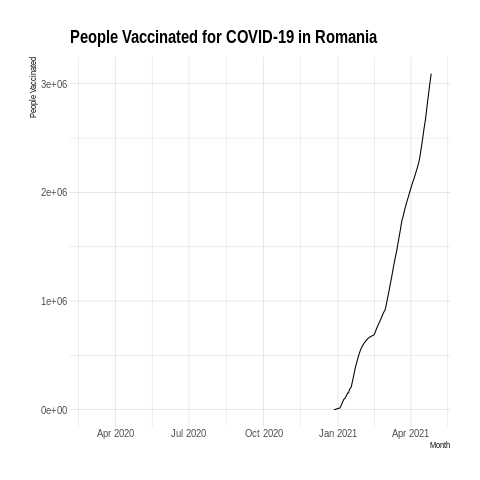 People Vaccinated for COVID-19 in Romania
People Vaccinated
3e+06
2e+06
1e+06
0e+00
Apr 2020
Jul 2020
Oct 2020
Jan 2021
Apr 2021
Month